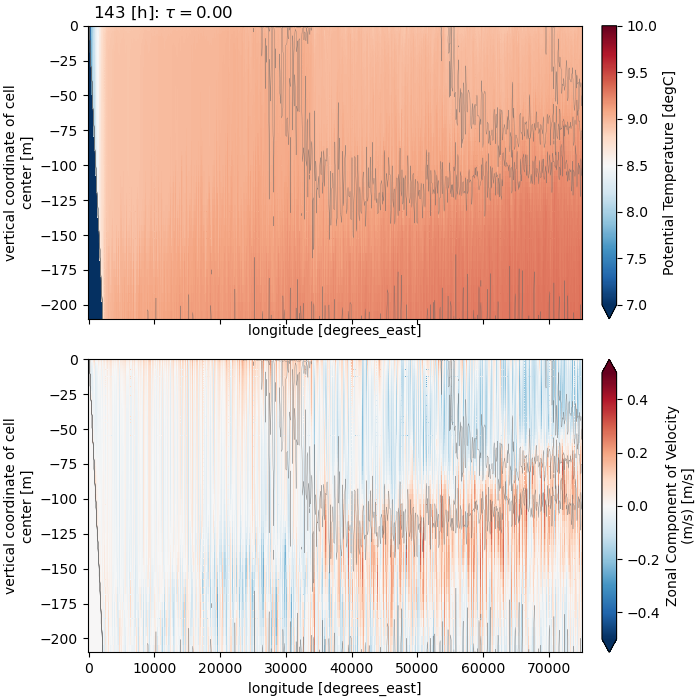 143 [h]: τ = 0.00
0
−25
−50
−75
−100
−125
−150
−175
−200
vertical coordinate of cell
center [m]
longitude [degrees_east]
10.0
9.5
9.0
8.5
8.0
7.5
7.0
Potential Temperature [degC]
0
−25
−50
−75
−100
−125
−150
−175
−200
vertical coordinate of cell
center [m]
0 10000 20000 30000 40000 50000 60000 70000
longitude [degrees_east]
0.4
0.2
0.0
−0.2
−0.4
Zonal Component of Velocity
(m/s) [m/s]